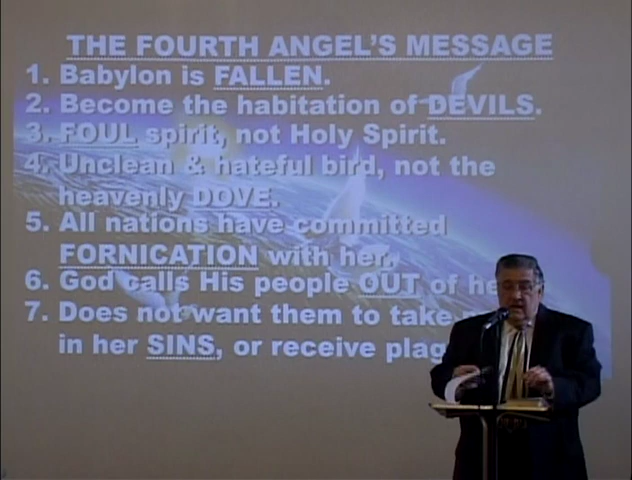 THE FOURTH ANGEL'S MESSAGE
1. Babylon is FALLEN.
2. Become the habitation of DEVILS.
3. FOUL spirit, not Holy Spirit.
4. Unclean & hateful bird, not the
heavenly DOVE.
5. All nations have committed
FORNICATION with her.
6. God calls His people OUT of
7. Does not want them to take
in her SINS, or receive